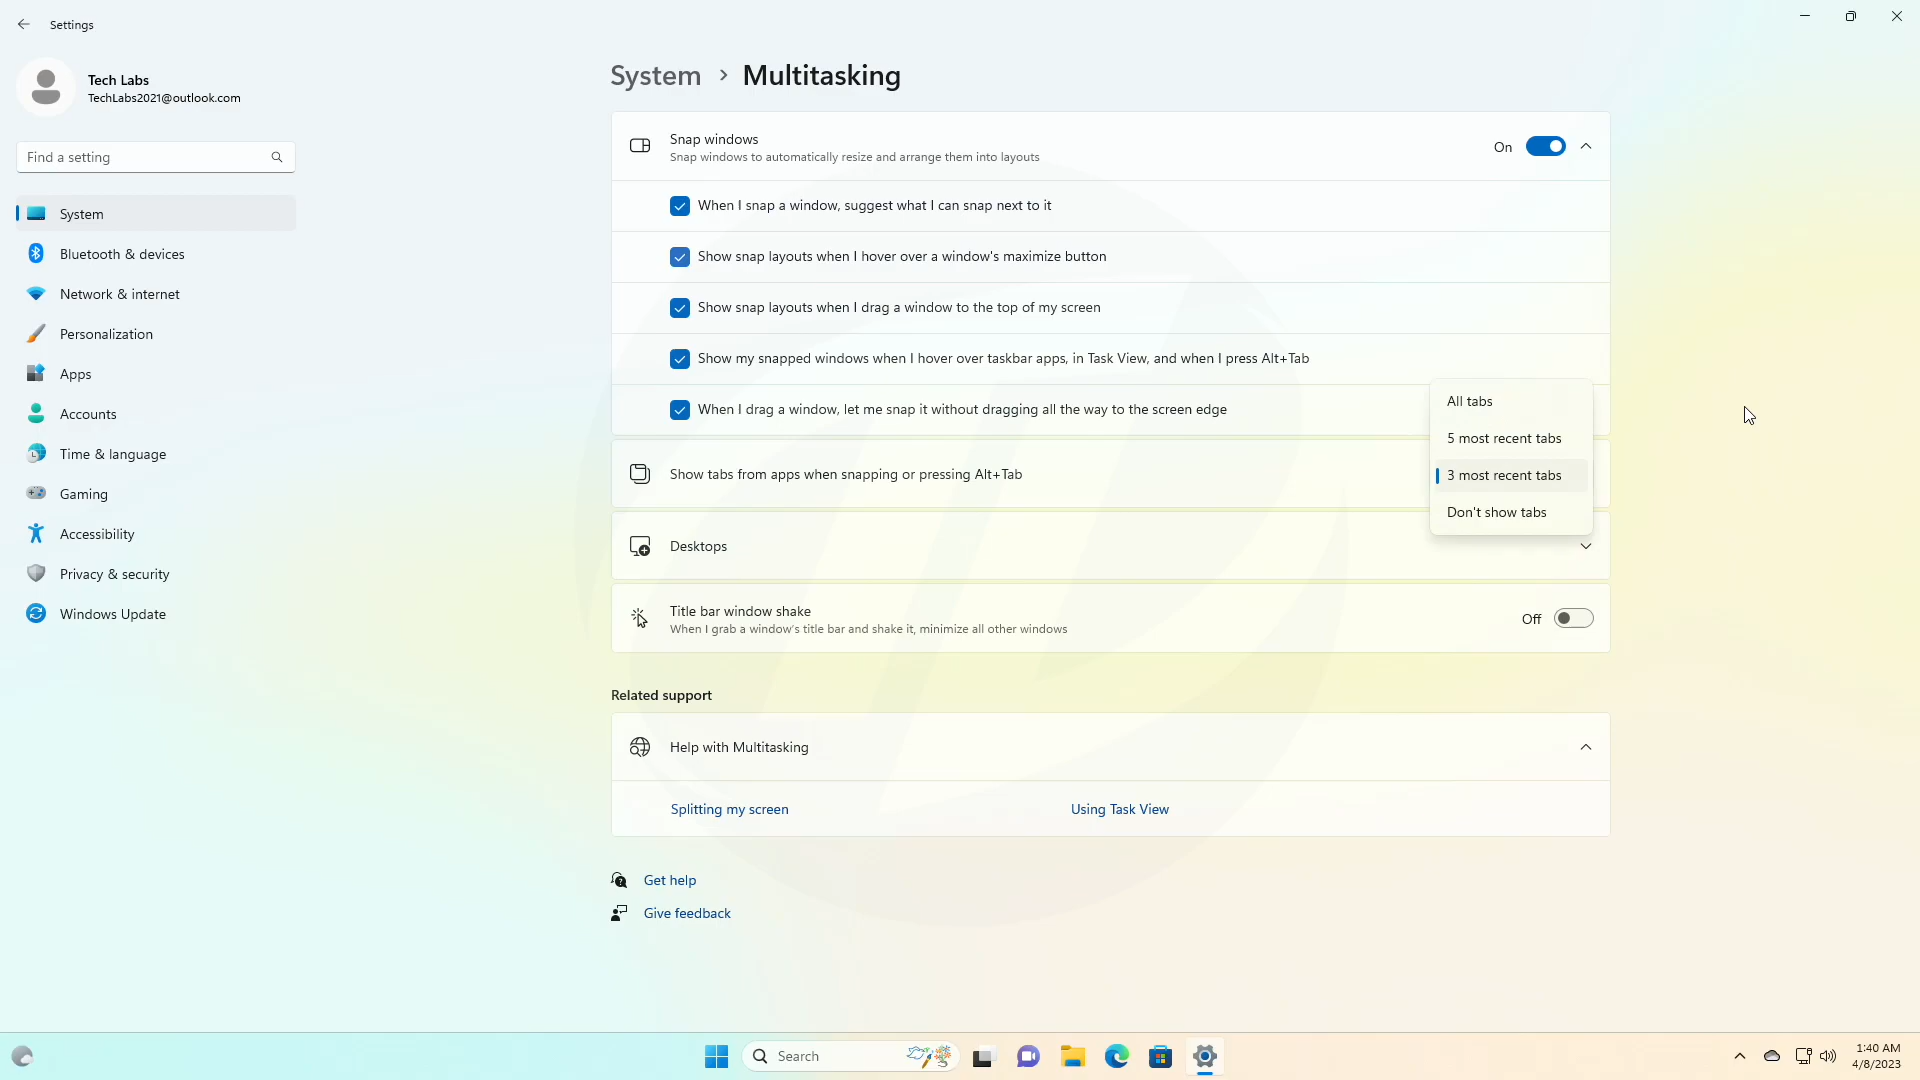 Settings
Tech Labs
TechLabs2021@outlook.com
Find a setting
System
Bluetooth & devices
Network & internet
Personalization
Apps
Accounts
Time & language
Gaming
Accessibility
Privacy & security
Windows Update
System > Multitasking
Snap windows
Snap windows to automatically resize and arrange them into layouts
On
When I snap a window, suggest what I can snap next to it
Show snap layouts when I hover over a window's maximize button
Show snap layouts when I drag a window to the top of my screen
Show my snapped windows when I hover over taskbar apps, in Task View, and when I press Alt+Tab
When I drag a window, let me snap it without dragging all the way to the screen edge
Show tabs from apps when snapping or pressing Alt+Tab
All tabs
5 most recent tabs
3 most recent tabs
Don't show tabs
Desktops
Title bar window shake
When I grab a window's title bar and shake it, minimize all other windows
Off
Related support
Help with Multitasking
Splitting my screen
Using Task View
Get help
Give feedback
Search
1:40 AM
4/8/2023